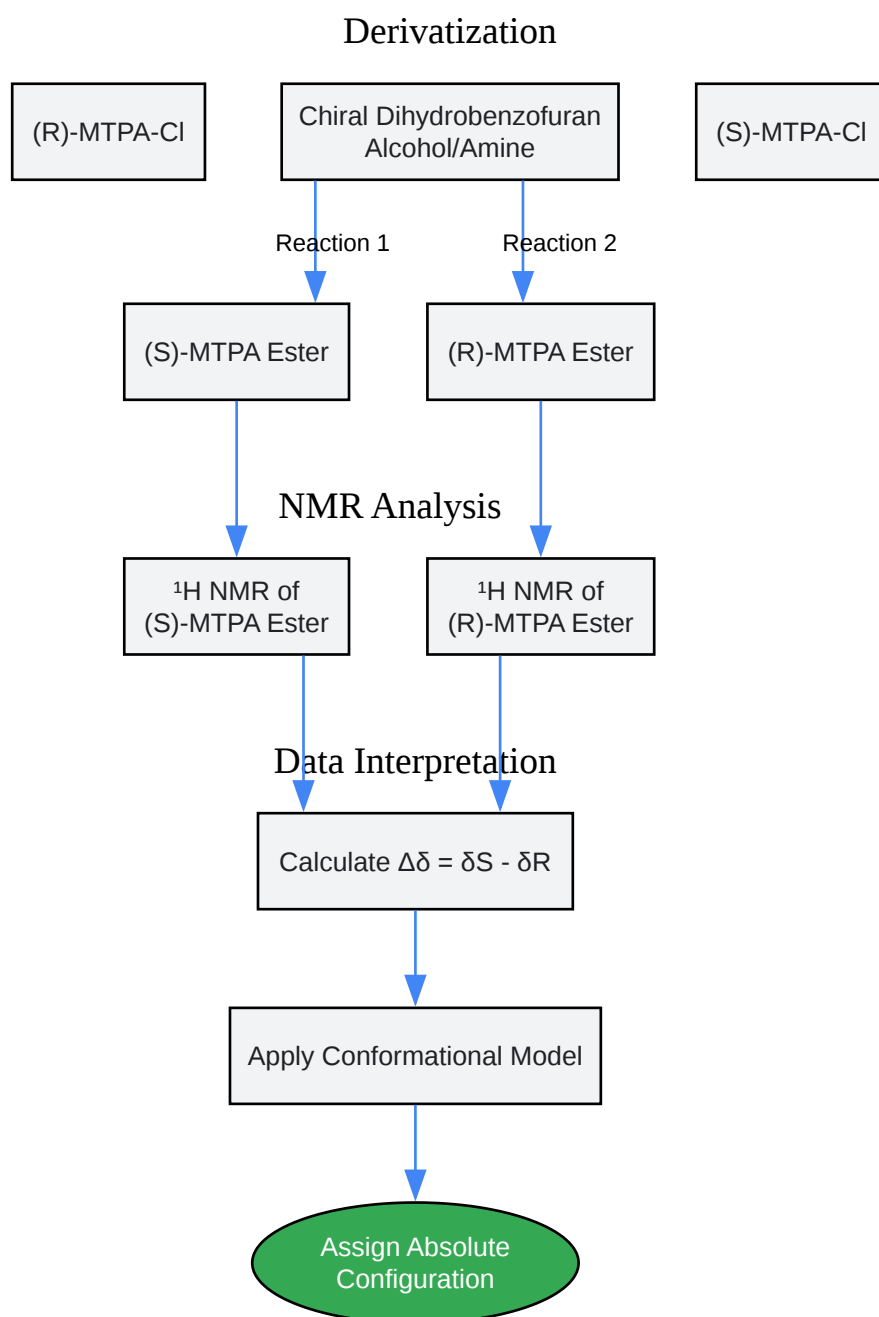 Derivatization
(R)-MTPA-Cl
Chiral Dihydrobenzofuran
Alcohol/Amine
(S)-MTPA-Cl
Reaction 1
Reaction 2
(S)-MTPA Ester
(R)-MTPA Ester
NMR Analysis
¹H NMR of
(S)-MTPA Ester
¹H NMR of
(R)-MTPA Ester
Data Interpretation
Calculate Δδ = δS - δR
Apply Conformational Model
Assign Absolute
Configuration